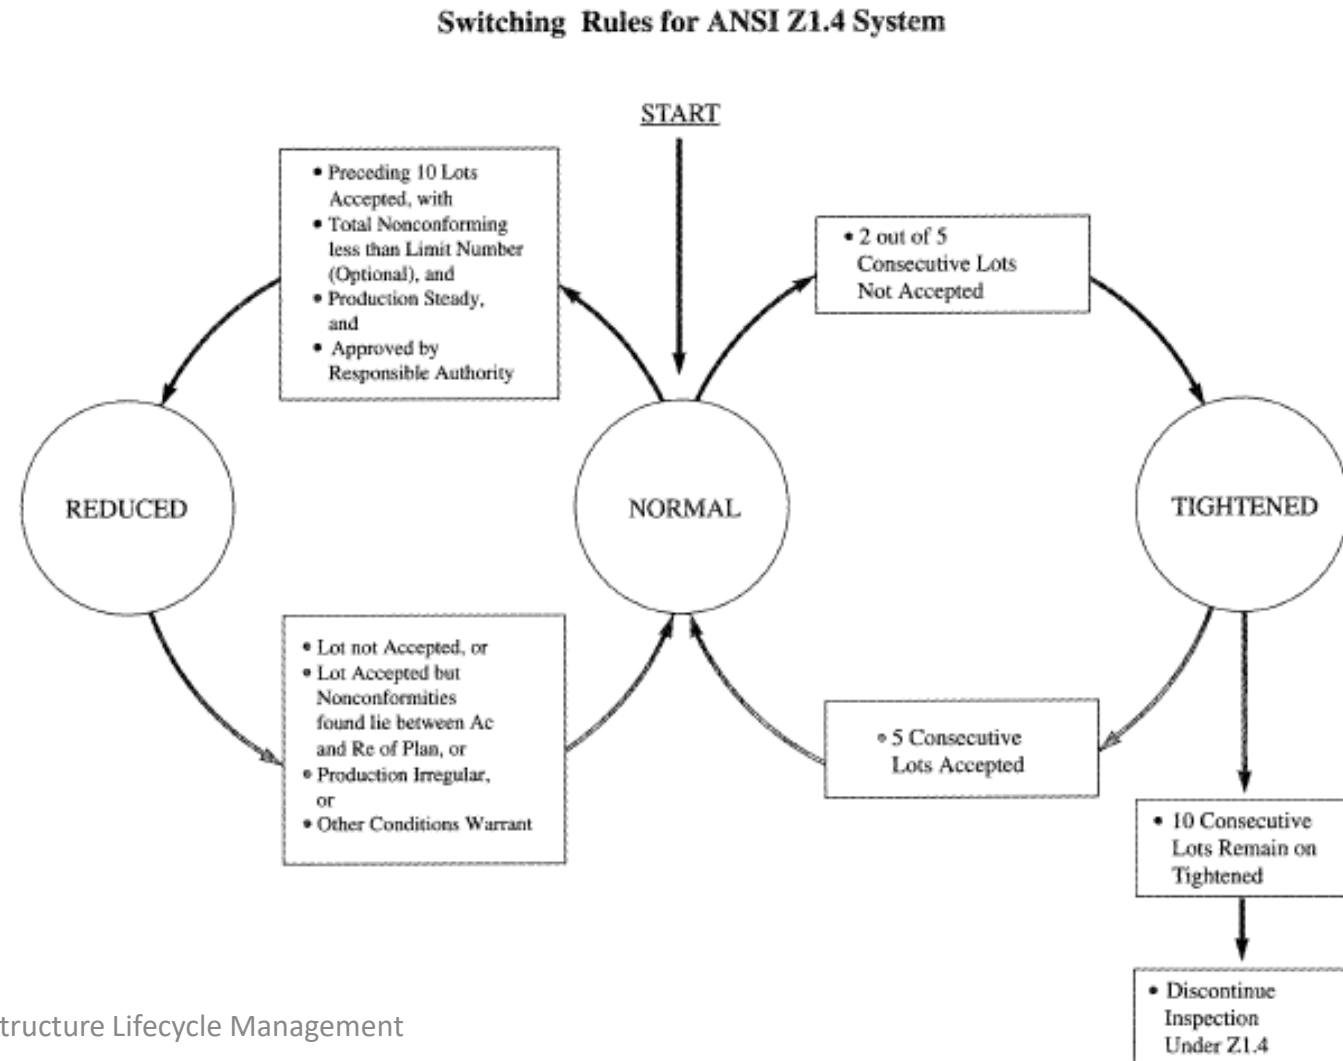 Switching Rules for ANSI Z1.4 System
START
• Preceding 10 Lots
Accepted, with
• Total Nonconforming
less than Limit Number
(Optional), and
• Production Steady,
and
• Approved by
Responsible Authority
• 2 out of 5
Consecutive Lots
Not Accepted
REDUCED
NORMAL
TIGHTENED
• Lot not Accepted, or
• Lot Accepted but
Nonconformities
found lie between Ac
and Re of Plan, or
• Production Irregular,
or
• Other Conditions Warrant
• 5 Consecutive
Lots Accepted
• 10 Consecutive
Lots Remain on
Tightened
• Discontinue
Inspection
Under Z1.4
tructure Lifecycle Management